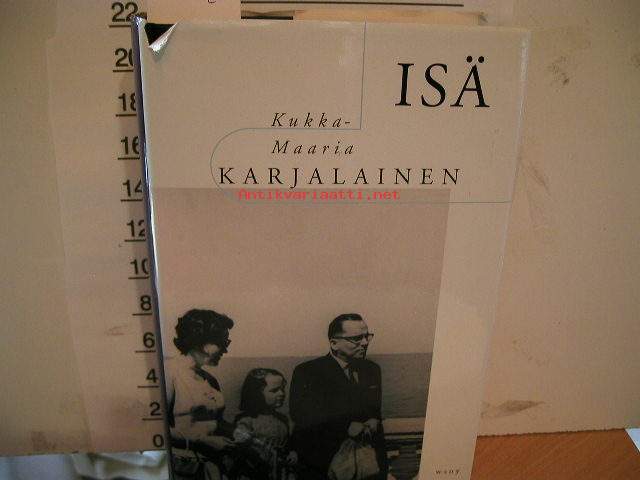 ISÄ
Kukka-
Maaria
KARJALAINEN
Antikvariaatti.net
22
20
18
16
14
12
10
8
6
4
2
0
wsoy